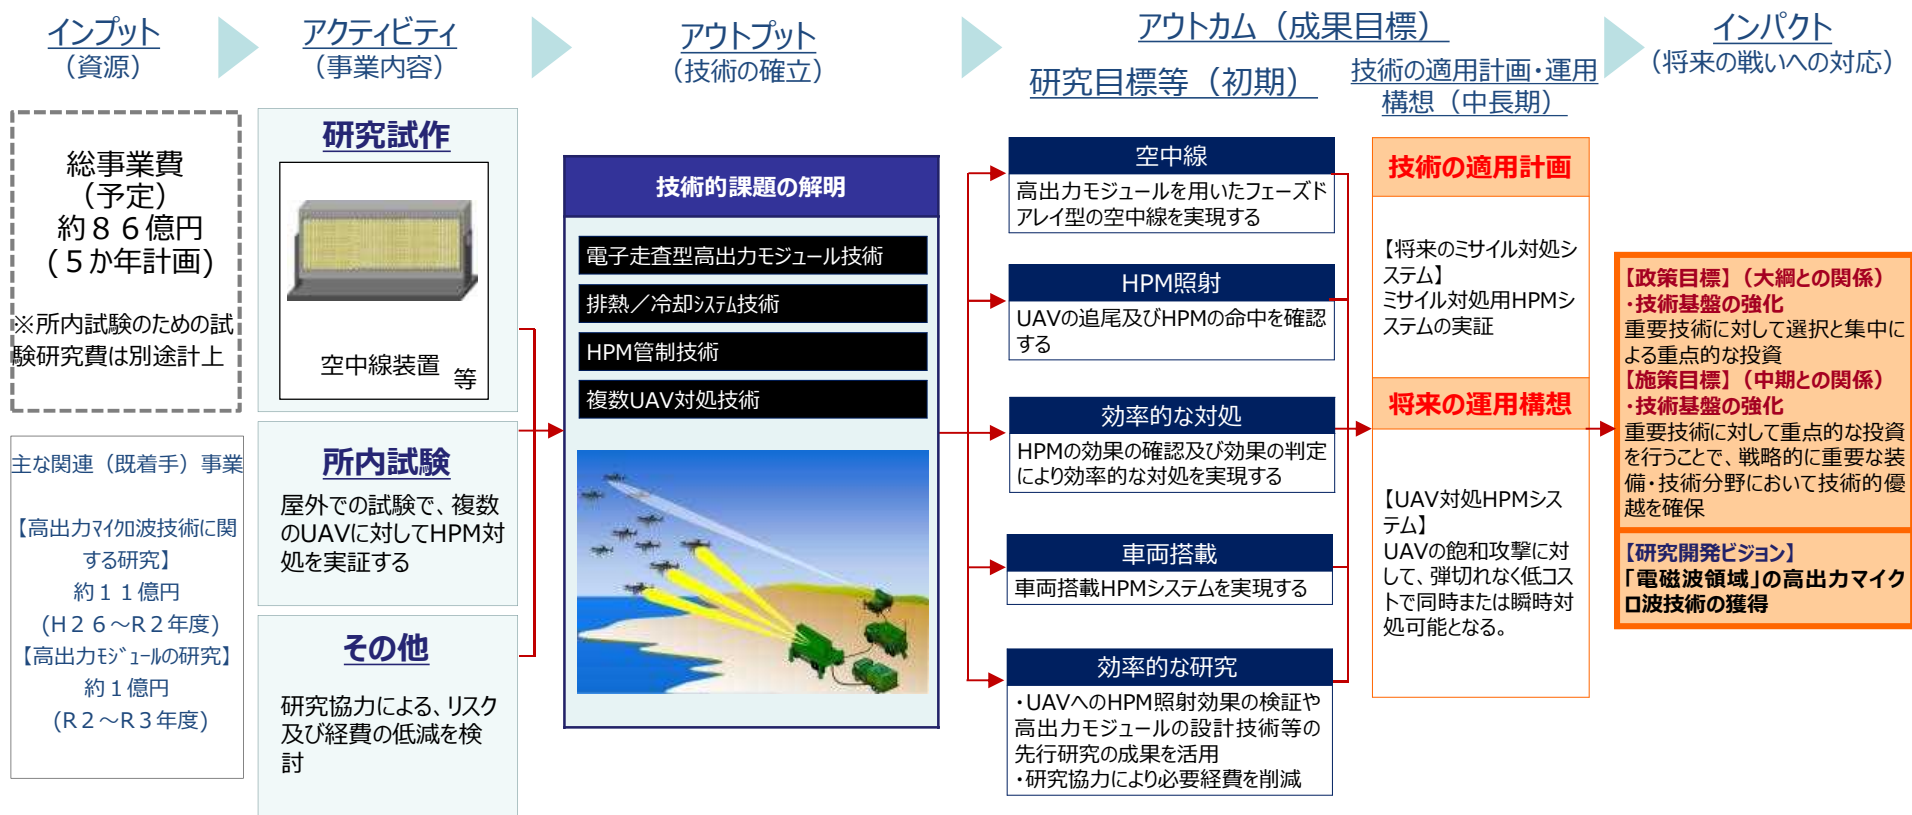 インプット
（資源）
アクティビティ
（事業内容）
アウトプット
（技術の確立）
アウトカム（成果目標）
研究目標等（初期）
技術の適用計画・運用
構想（中長期）
インパクト
（将来の戦いへの対応）
総事業費
（予定）
約８６億円
(５か年計画)
※所内試験のための試
験研究費は別途計上
主な関連（既着手）事業
【高出力ﾏｲｸﾛ波技術に関
する研究】
約１１億円
(H２６～R２年度)
【高出力ﾓｼﾞｭｰﾙの研究】
約１億円
(R２～R３年度)
研究試作
空中線装置
等
所内試験
屋外での試験で、複数
のUAVに対してHPM対
処を実証する
その他
研究協力による、リスク
及び経費の低減を検
討
技術的課題の解明
電子走査型高出力モジュール技術
排熱／冷却ｼｽﾃﾑ技術
HPM管制技術
複数UAV対処技術
空中線
高出力モジュールを用いたフェーズド
アレイ型の空中線を実現する
HPM照射
UAVの追尾及びHPMの命中を確認
する
効率的な対処
HPMの効果の確認及び効果の判定
により効率的な対処を実現する
車両搭載
車両搭載HPMシステムを実現する
効率的な研究
・UAVへのHPM照射効果の検証や
高出力モジュールの設計技術等の
先行研究の成果を活用
・研究協力により必要経費を削減
技術の適用計画
【将来のミサイル対処シ
ステム】
ミサイル対処用HPMシ
ステムの実証
将来の運用構想
【UAV対処HPMシス
テム】
UAVの飽和攻撃に対
して、弾切れなく低コス
トで同時または瞬時対
処可能となる。
【政策目標】（大綱との関係）
・技術基盤の強化
重要技術に対して選択と集中に
よる重点的な投資
【施策目標】（中期との関係）
・技術基盤の強化
重要技術に対して重点的な投資
を行うことで、戦略的に重要な装
備・技術分野において技術的優
越を確保
【研究開発ビジョン】
「電磁波領域」の高出力マイク
ロ波技術の獲得